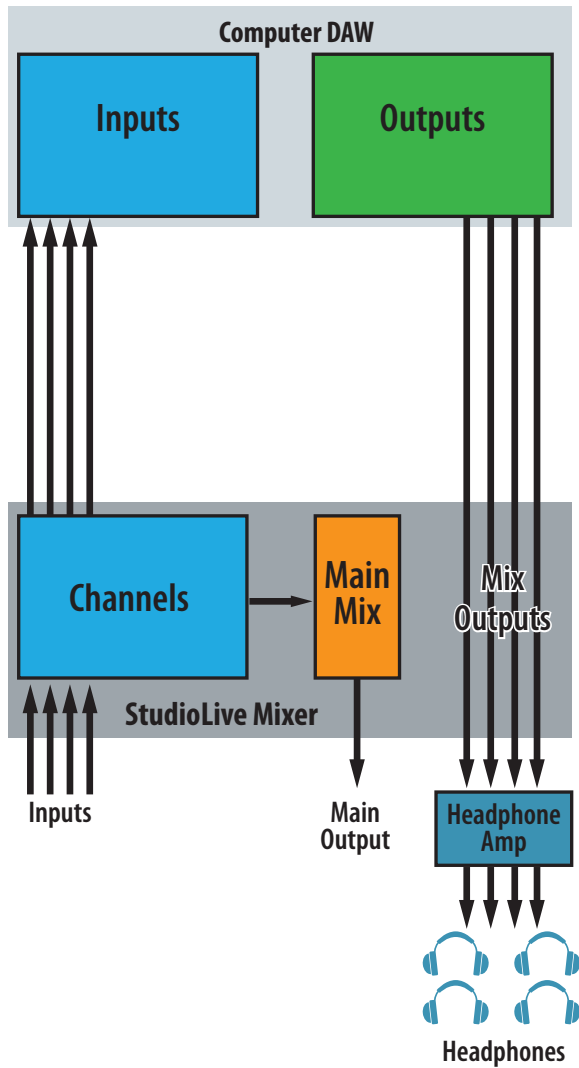 Computer DAW
Inputs
Outputs
Channels
Main
Mix
Mix
Outputs
StudioLive Mixer
Inputs
Main
Output
Headphone
Amp
Headphones